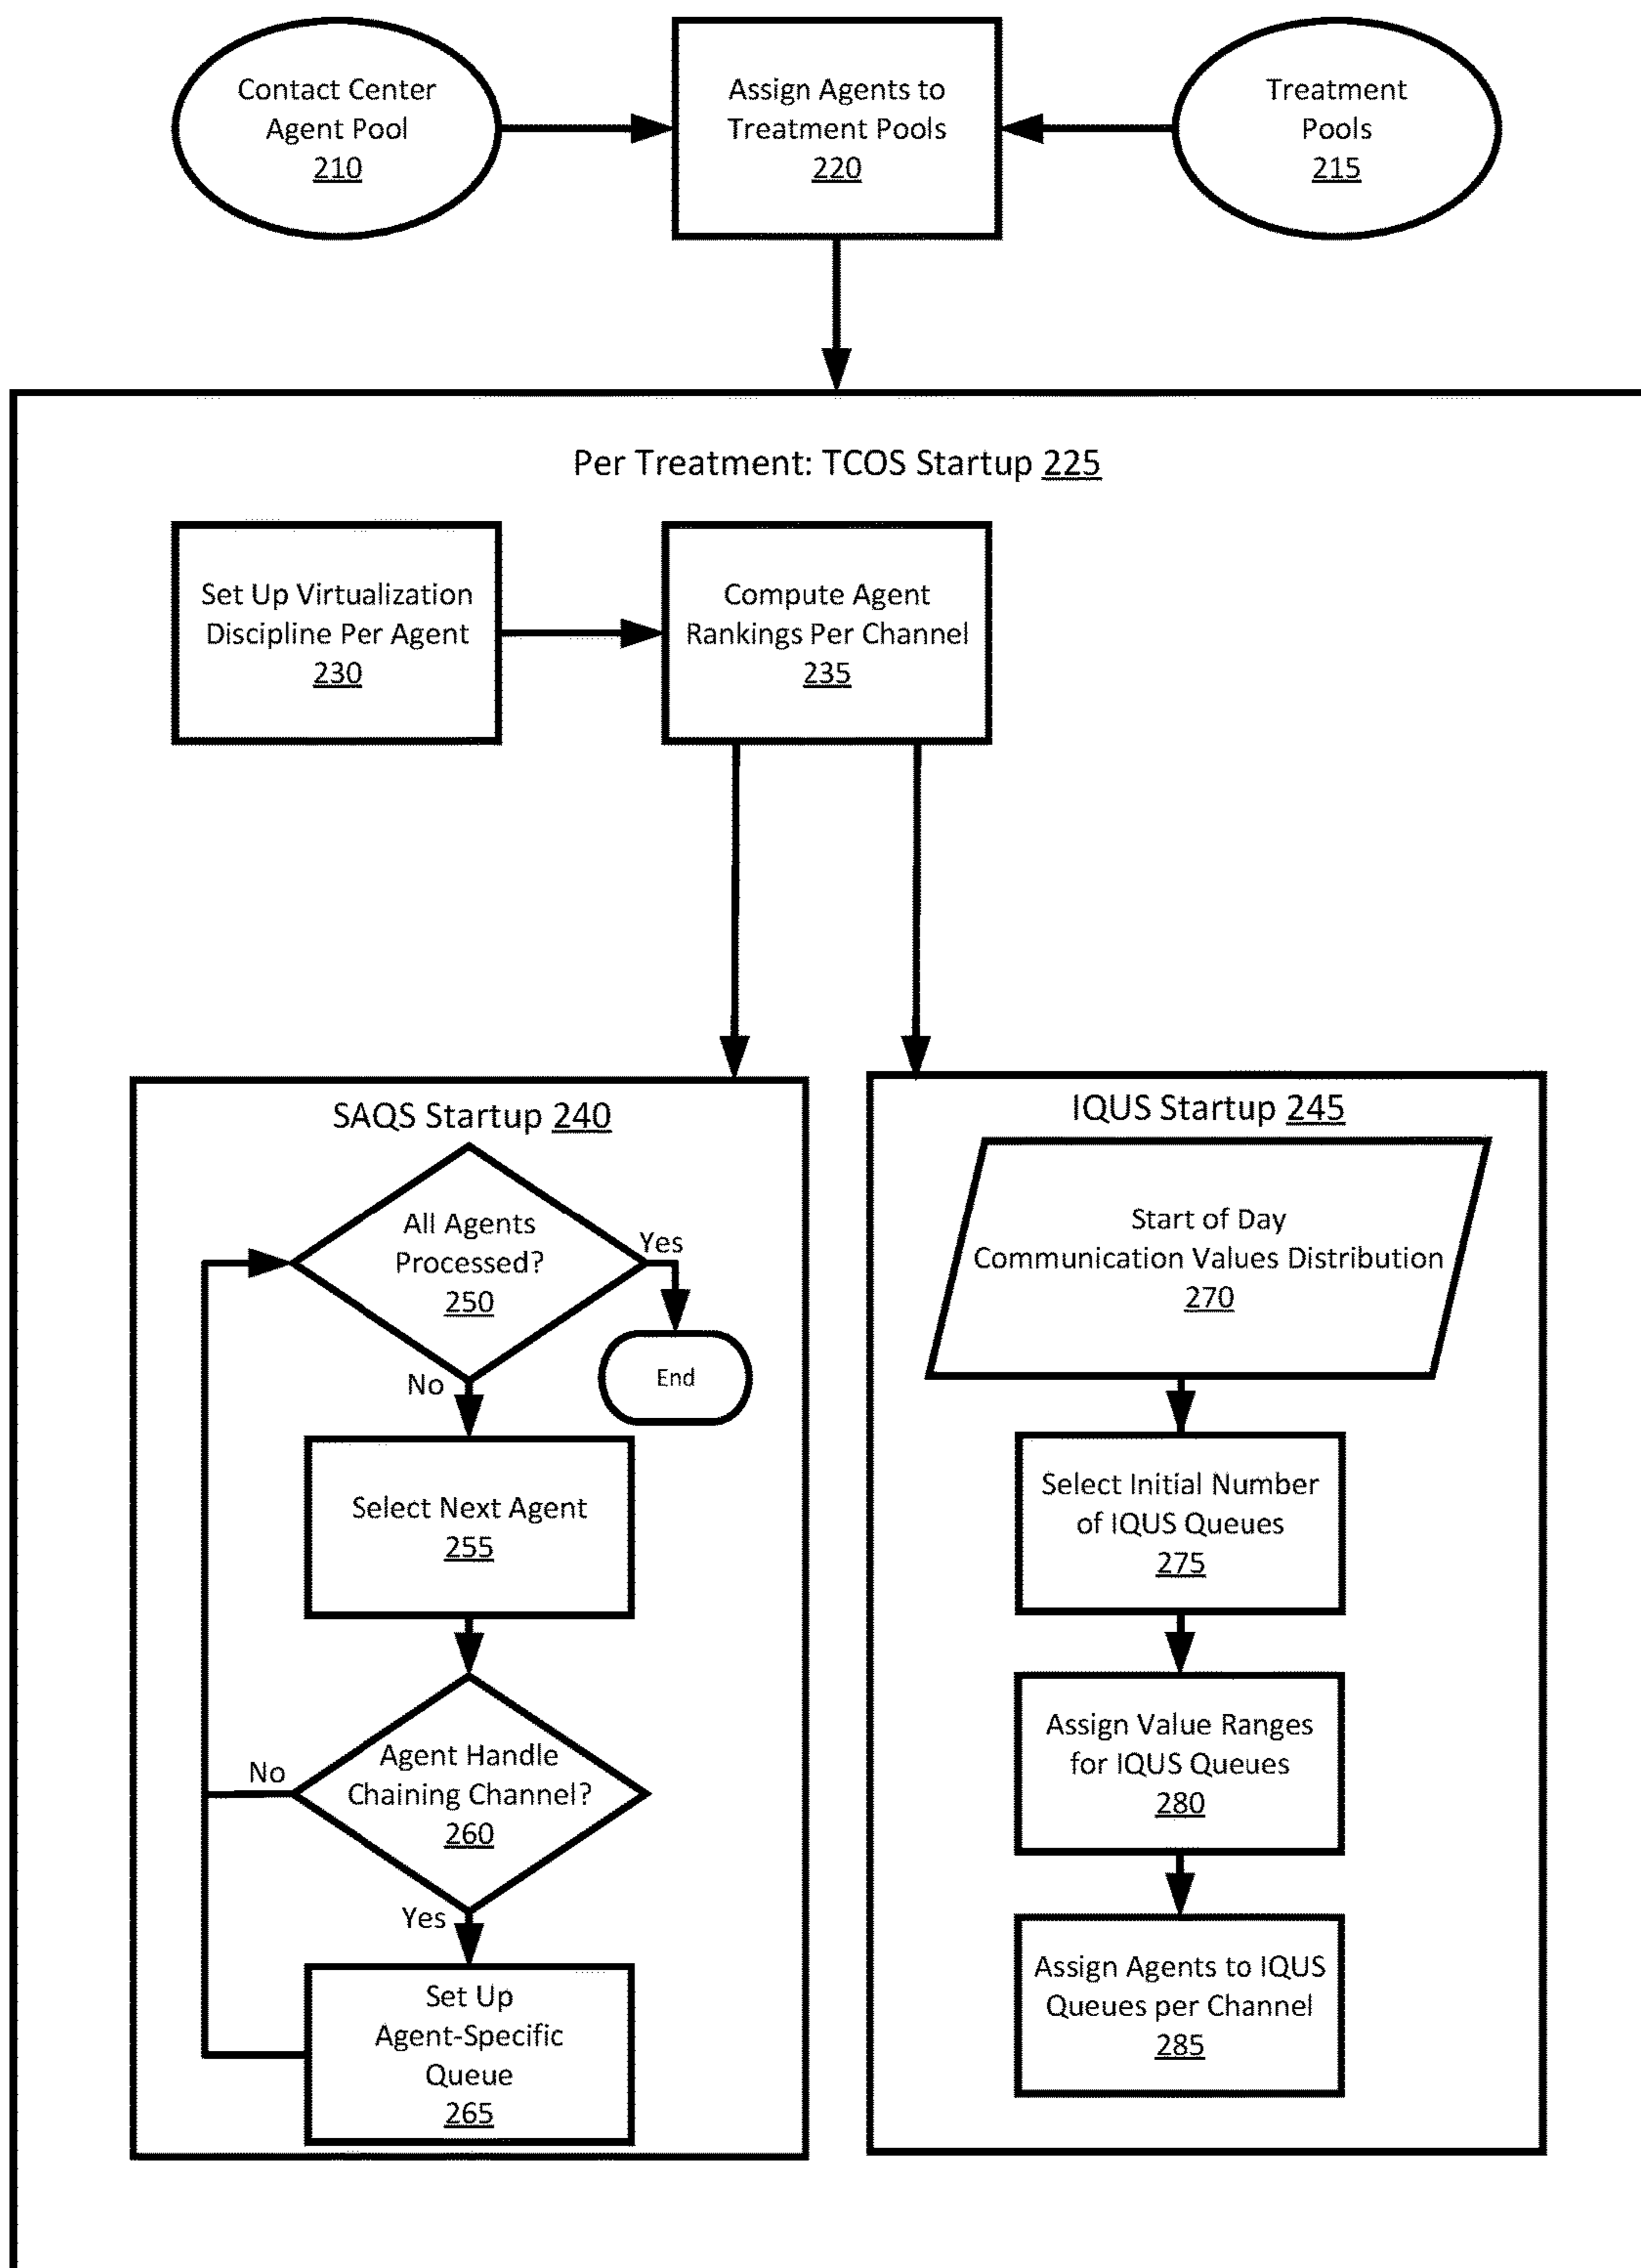 Contact Center
Agent Pool
210
Assign Agents to
Treatment Pools
220
Treatment
Pools
215
Per Treatment: TCOS Startup 225
Set Up Virtualization
Discipline Per Agent
230
Compute Agent
Rankings Per Channel
235
SAQS Startup 240
All Agents
Processed?
250
Yes
End
No
Select Next Agent
255
Agent Handle
Chaining Channel?
260
No
Yes
Set Up
Agent-Specific
Queue
265
IQUS Startup 245
Start of Day
Communication Values Distribution
270
Select Initial Number
of IQUS Queues
275
Assign Value Ranges
for IQUS Queues
280
Assign Agents to IQUS
Queues per Channel
285